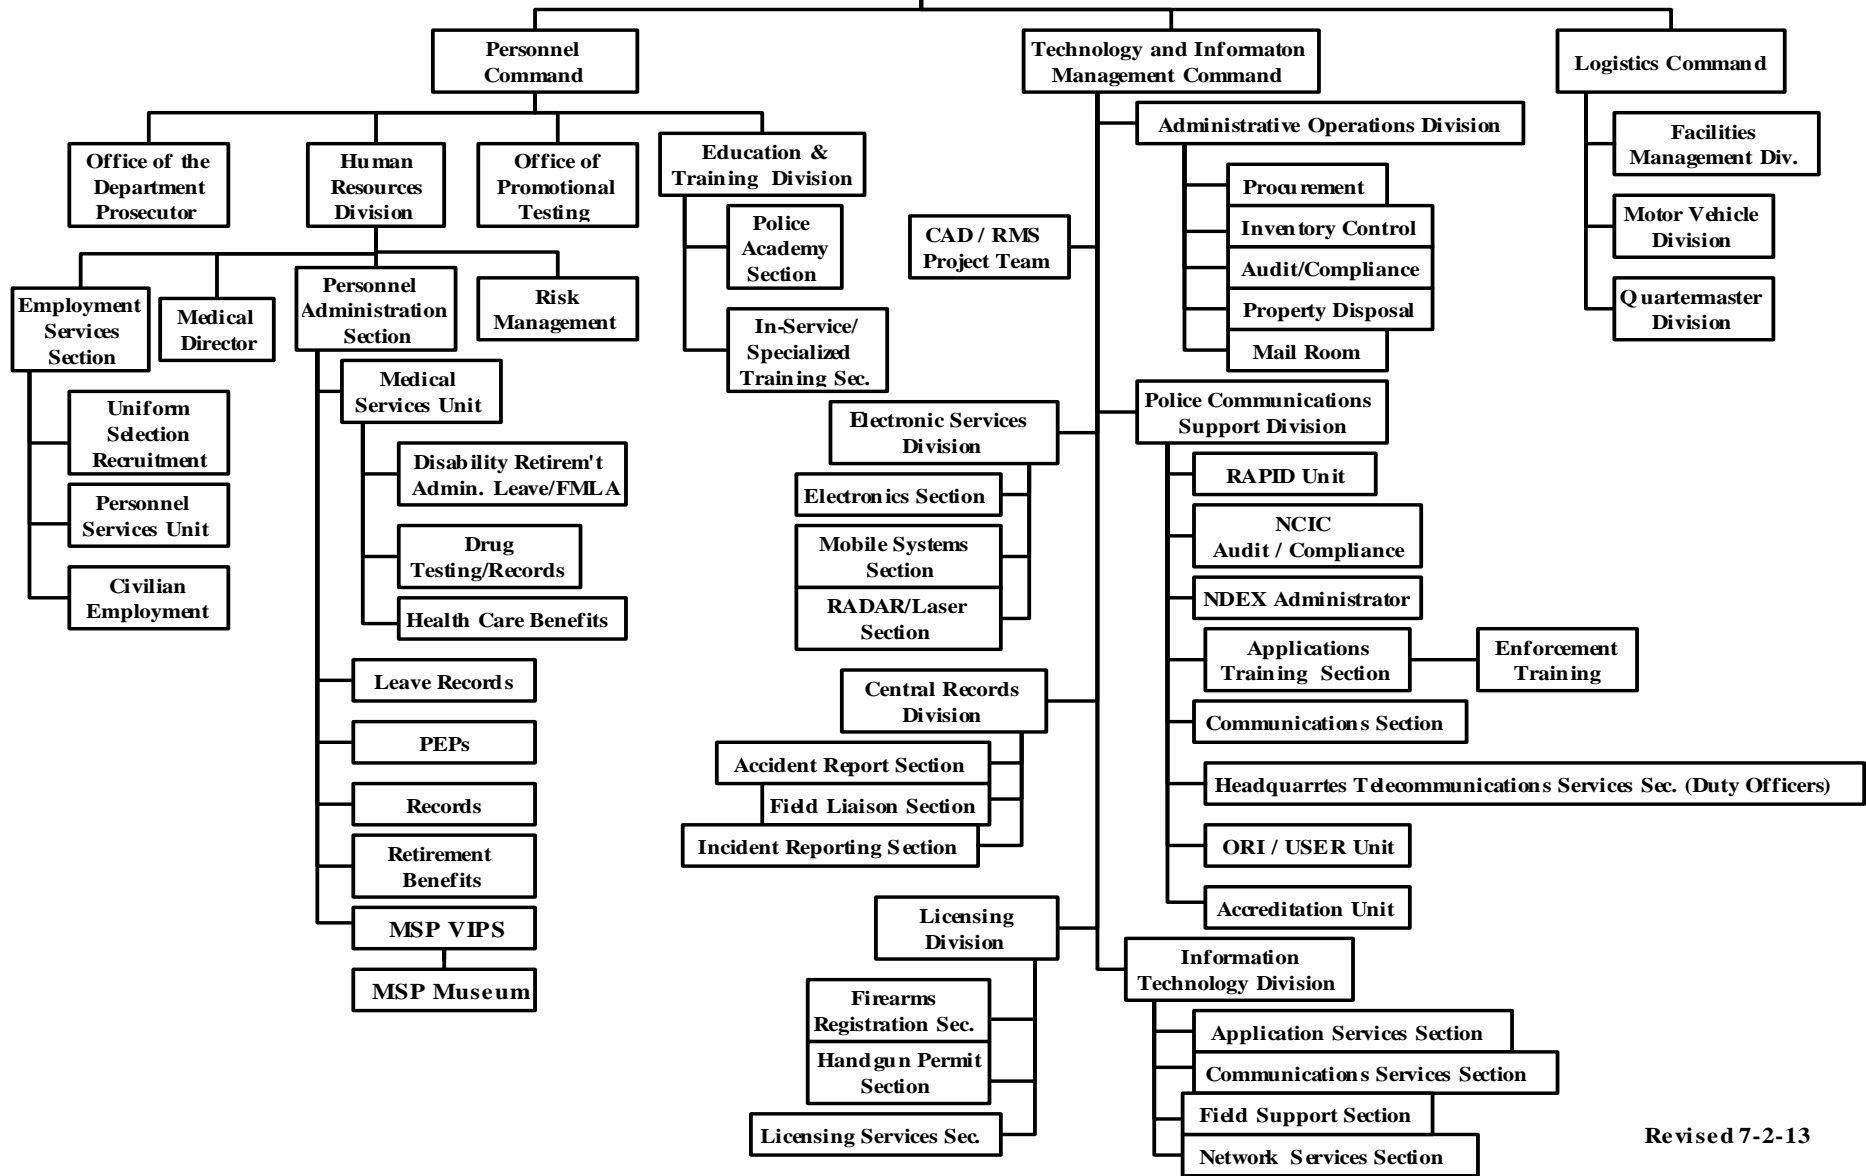 Personnel
Command
Technology and Informaton
Management Command
Logistics Command
Office of the
Department
Prosecutor
Human
Resources
Division
Office of
Promotional
Testing
Education &
Training Division
Police
Academy
Section
In-Service/
Specialized
Training Sec.
Employment
Services
Section
Medical
Director
Personnel
Administration
Section
Risk
Management
Uniform
Selection
Recruitment
Personnel
Services Unit
Civilian
Employment
Medical
Services Unit
Disability Retirem't
Admin. Leave/FMLA
Drug
Testing/Records
Health Care Benefits
Leave Records
PEPs
Records
Retirement
Benefits
MSP VIPS
MSP Museum
CAD / RMS
Project Team
Electronic Services
Division
Electronics Section
Mobile Systems
Section
RADAR/Laser
Section
Central Records
Division
Accident Report Section
Field Liaison Section
Incident Reporting Section
Licensing
Division
Firearms
Registration Sec.
Handgun Permit
Section
Licensing Services Sec.
Administrative Operations Division
Procurement
Inventory Control
Audit/Compliance
Property Disposal
Mail Room
Police Communications
Support Division
RAPID Unit
NCIC
Audit / Compliance
NDEX Administrator
Applications
Training Section
Enforcement
Training
Communications Section
Headquarrtes Telecommunications Services Sec. (Duty Officers)
ORI / USER Unit
Accreditation Unit
Information
Technology Division
Application Services Section
Communications Services Section
Field Support Section
Network Services Section
Facilities
Management Div.
Motor Vehicle
Division
Quartermaster
Division
Revised 7-2-13